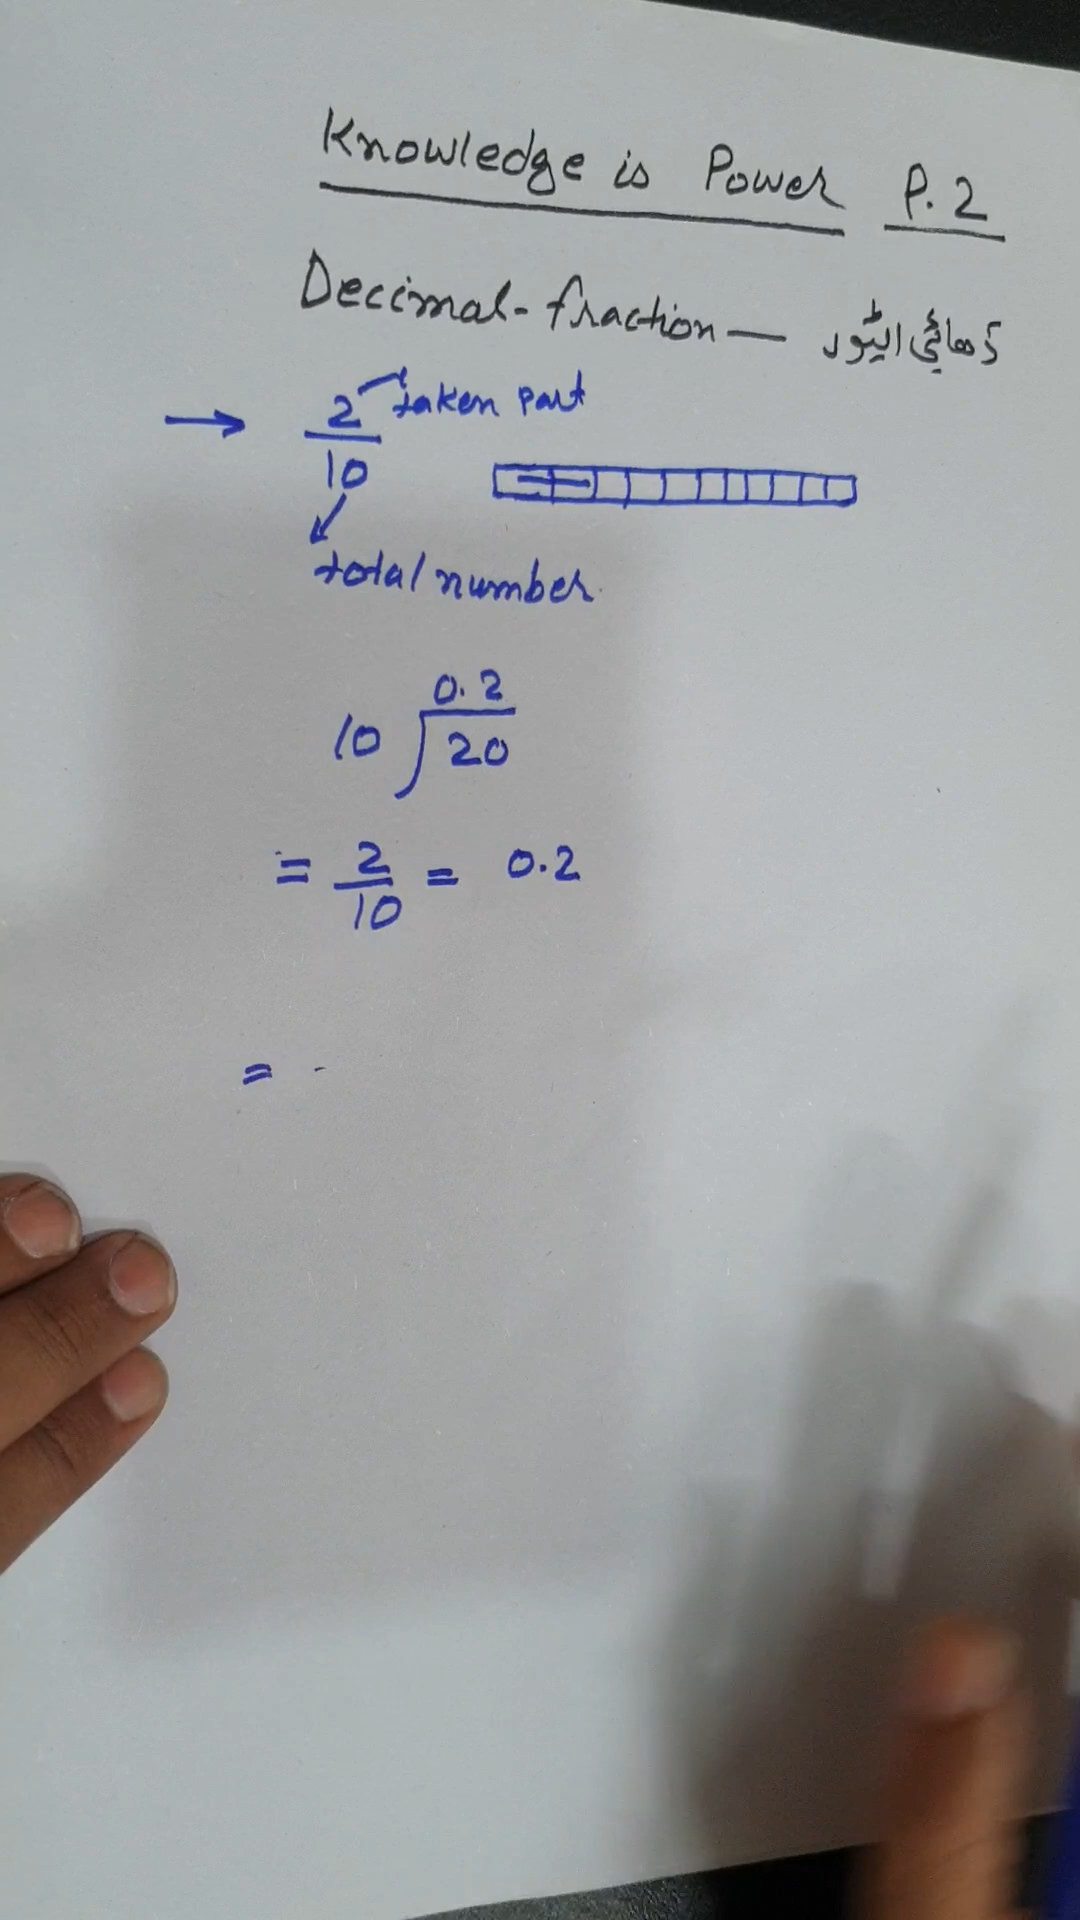 Knowledge is Power P.2
Decimal-fraction — ڈھائی الٹور
2 taken part
10
total number.
0.2
10 20
= 2/10 = 0.2
= -